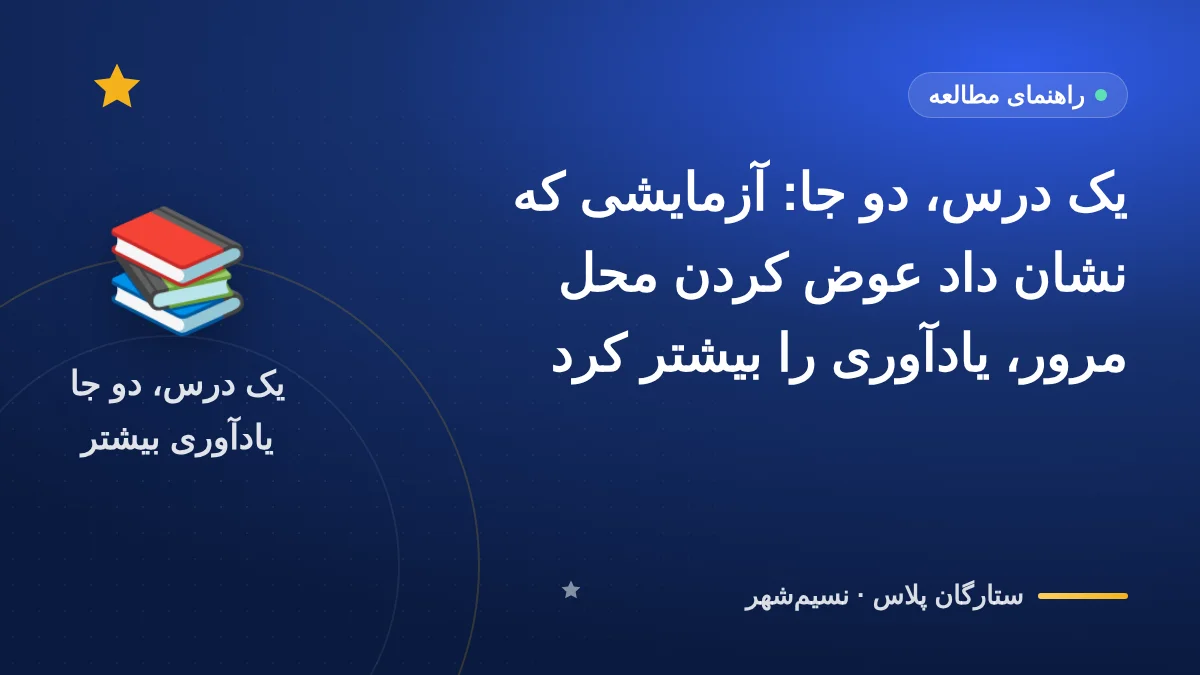 راهنمای مطالعه
یک درس، دو جا: آزمایشی که
نشان داد عوض کردن محل
مرور، یادآوری را بیشتر کرد
یک درس، دو جا
یادآوری بیشتر
ستارگان پلاس · نسیم‌شهر